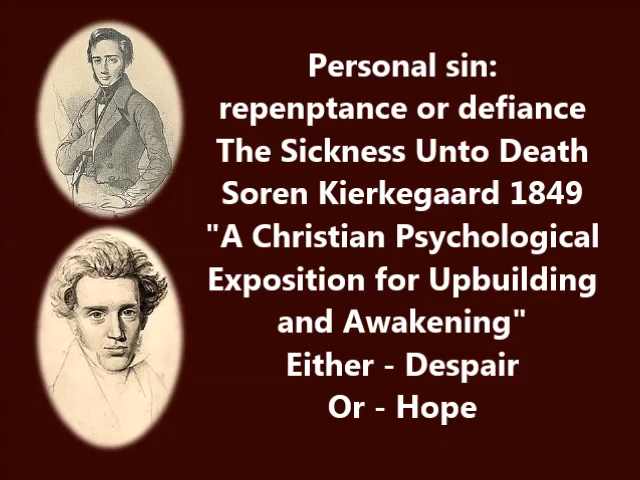 Personal sin:
repenptance or defiance
The Sickness Unto Death
Soren Kierkegaard 1849
"A Christian Psychological
Exposition for Upbuilding
and Awakening"
Either - Despair
Or - Hope